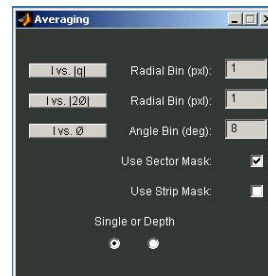 Averaging
I vs. |q| Radial Bin (pxl): 1
I vs. |2Ø| Radial Bin (pxl): 1
I vs. Ø Angle Bin (deg): 8
Use Sector Mask:
Use Strip Mask:
Single or Depth